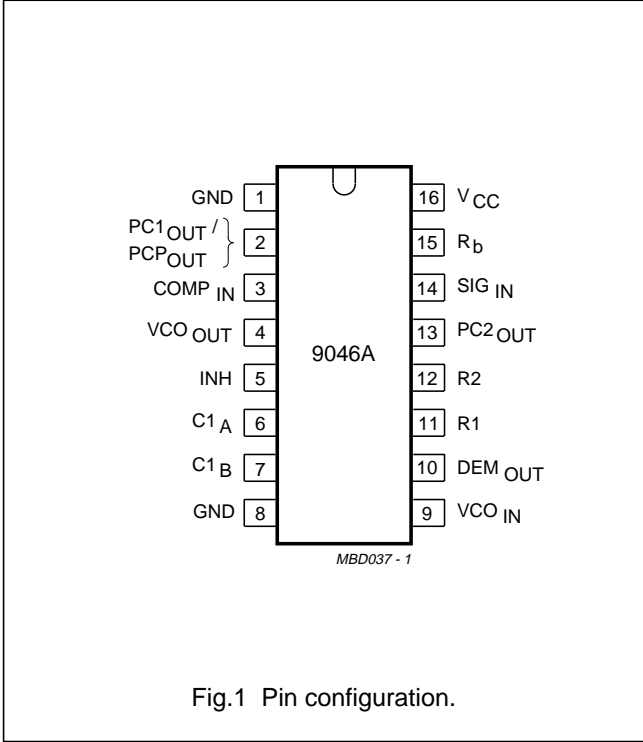 GND 1 16 VCC
PC1OUT / PCPOUT } 2 15 Rb
COMP IN 3 14 SIG IN
VCO OUT 4 13 PC2OUT
9046A
INH 5 12 R2
C1A 6 11 R1
C1B 7 10 DEM OUT
GND 8 9 VCO IN
MBD037 - 1
Fig.1 Pin configuration.